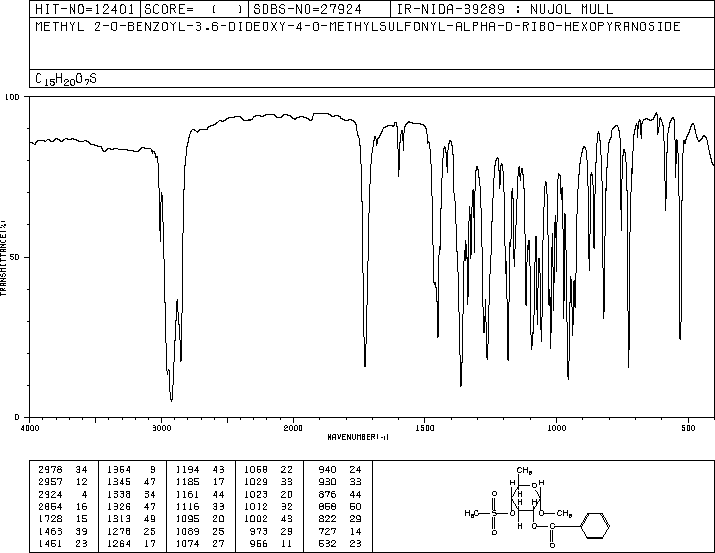 HIT-NO=12401 SCORE= ( ) SDBS-NO=27924 IR-NIDA-39289 : NUJOL MULL
METHYL 2-O-BENZOYL-3,6-DIDEOXY-4-O-METHYLSULFONYL-ALPHA-D-RIBO-HEXOPYRANOSIDE
C15H20O7S
100
50
0
TRANSMITTANCE(%)
4000 3000 2000 1500 1000 500
WAVENUMBER(-1)
2978 34 1364 9 1194 43 1068 22 940 24
2957 12 1345 47 1185 17 1029 33 930 33
2924 4 1338 34 1161 44 1023 20 876 44
2854 16 1326 47 1116 33 1012 32 858 50
1728 15 1313 49 1095 20 1002 43 822 29
1463 39 1278 25 1089 25 973 29 727 14
1451 23 1264 17 1074 27 956 11 532 23
CH3
H O H
H
O
H3C S O O CH3
O H O C
O